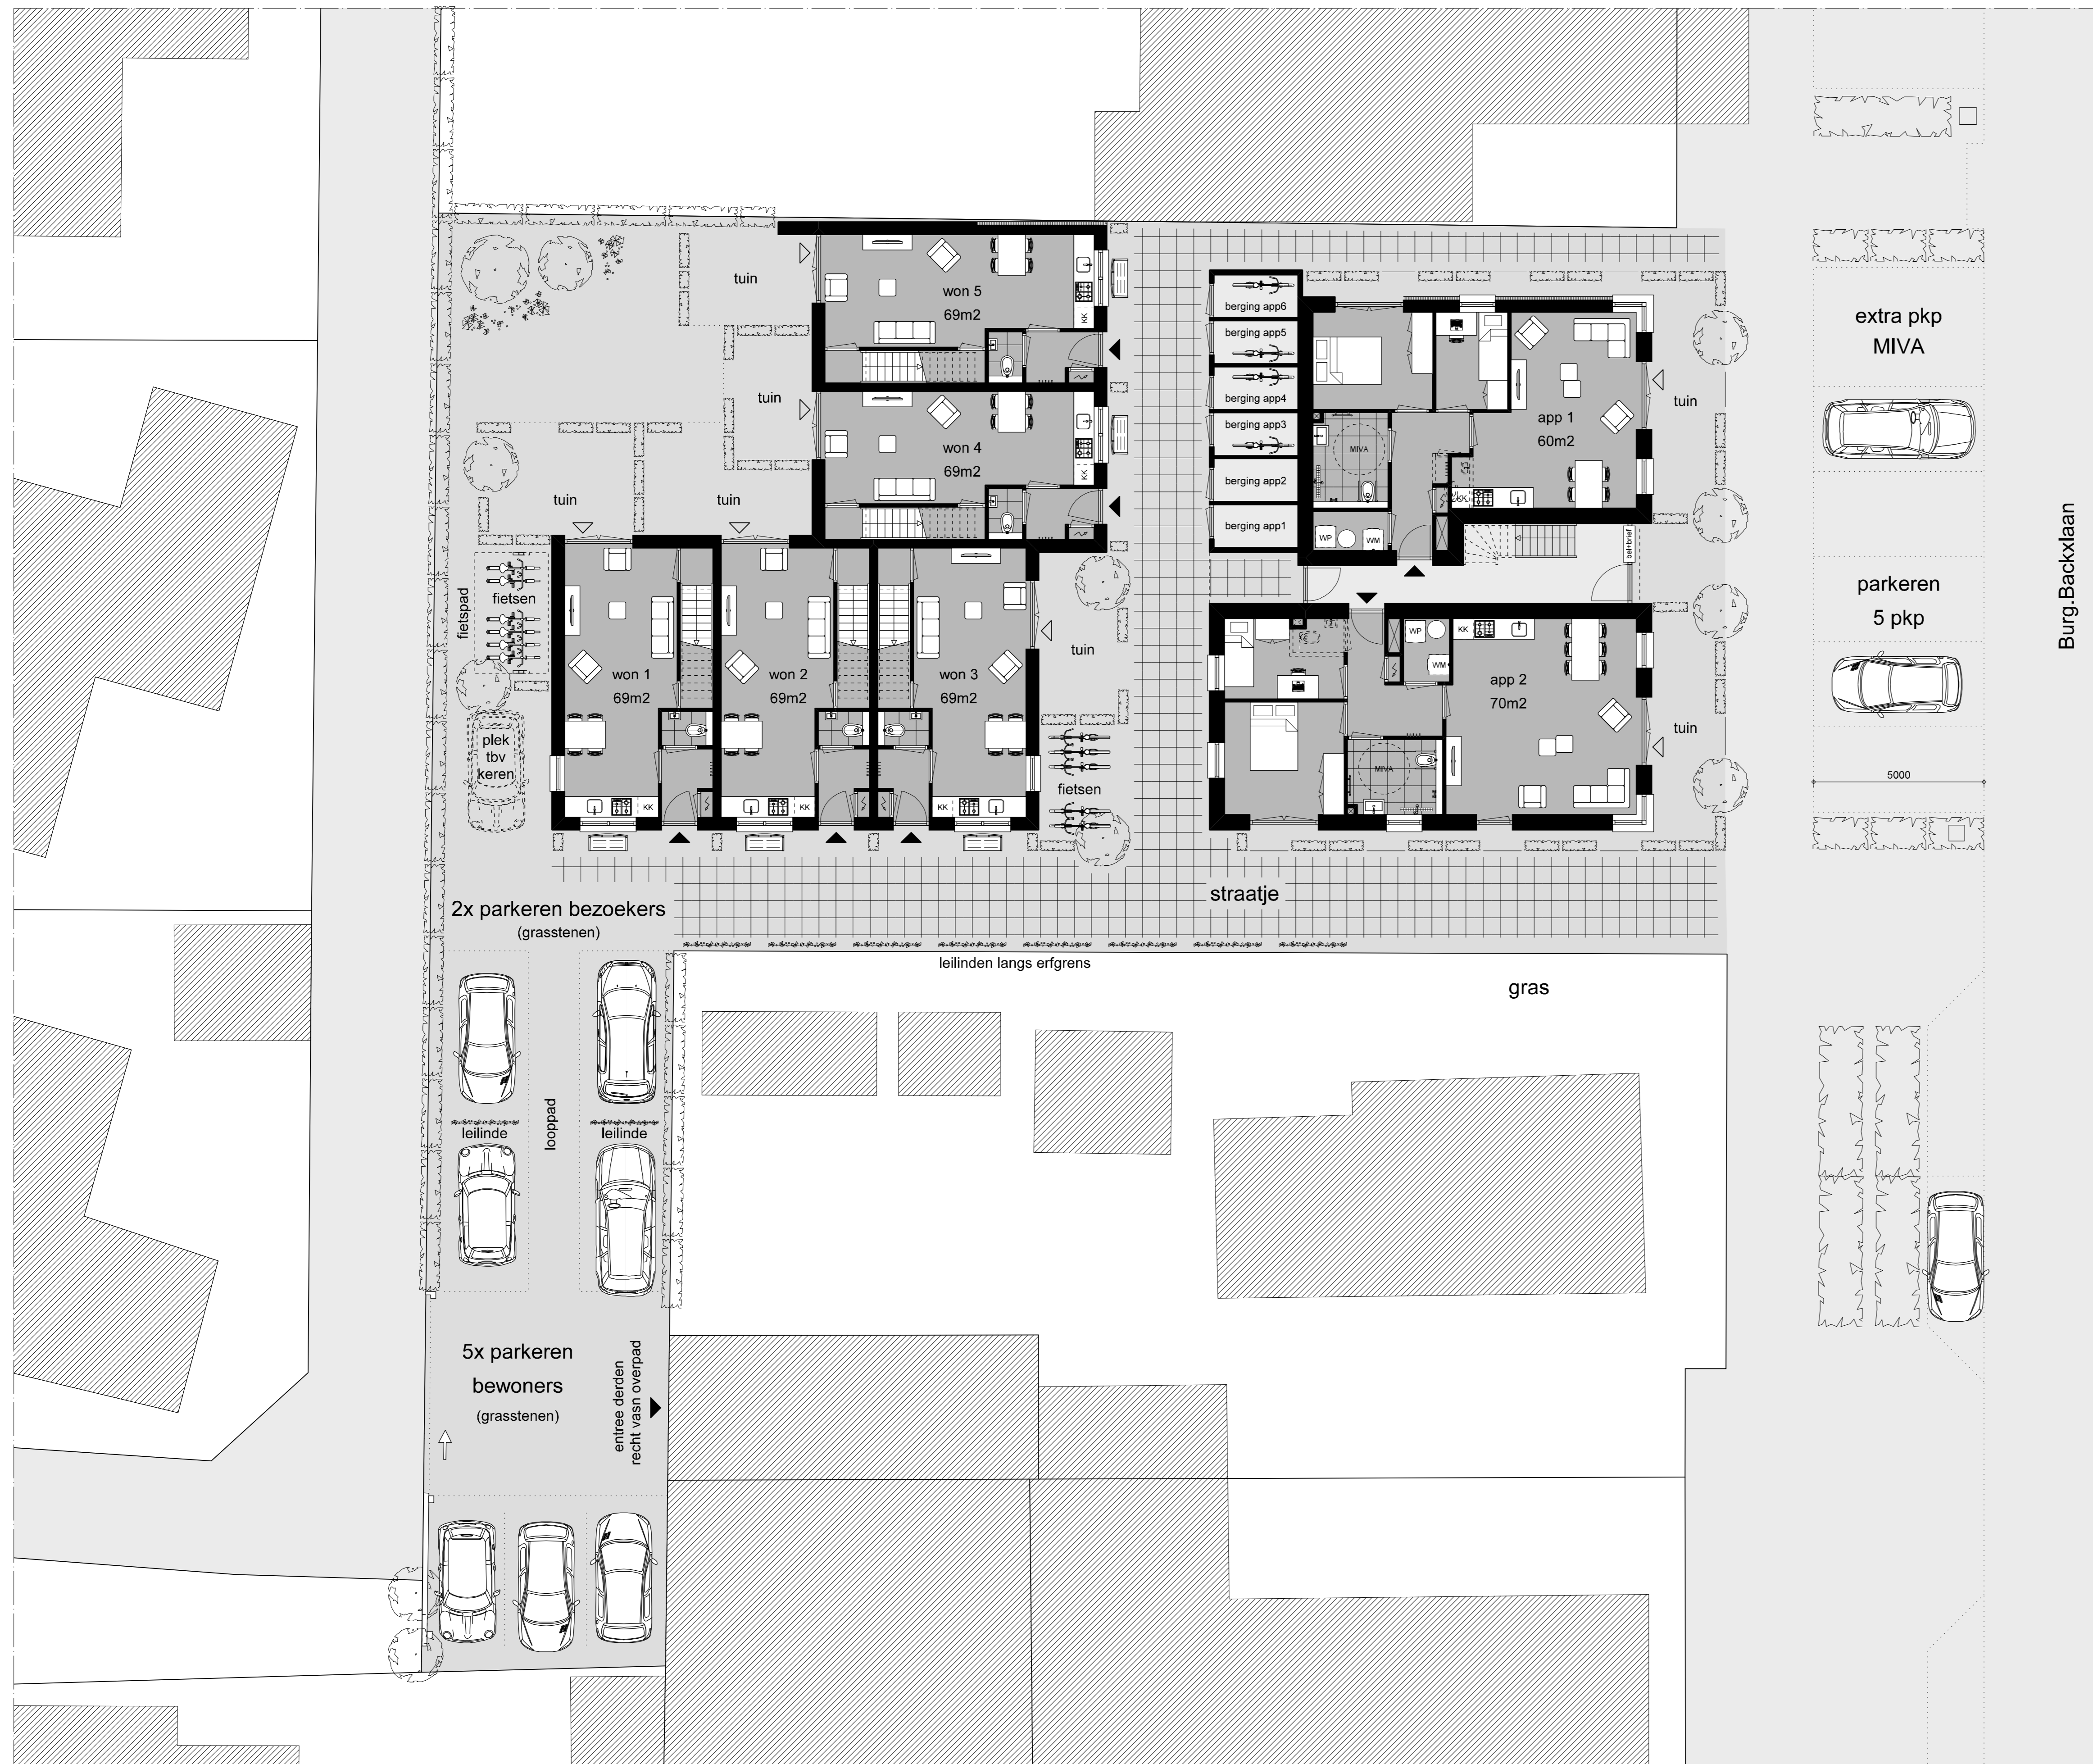 tuin
won 5
69m2
KK
tuin
won 4
69m2
KK
tuin
tuin
berging app6
berging app5
berging app4
berging app3
berging app2
berging app1
MIVA
WP
WM
KK
app 1
60m2
tuin
bel+brief
extra pkp
MIVA
parkeren
5 pkp
5000
Burg.Backxlaan
fietspad
fietsen
won 1
69m2
KK
won 2
69m2
KK
won 3
69m2
KK
tuin
fietsen
plek
tbv
keren
WP
WM
KK
app 2
70m2
MIVA
tuin
2x parkeren bezoekers
(grasstenen)
straatje
leilinden langs erfgrens
gras
leilinde
looppad
leilinde
5x parkeren
bewoners
(grasstenen)
entree derden
recht vasn overpad